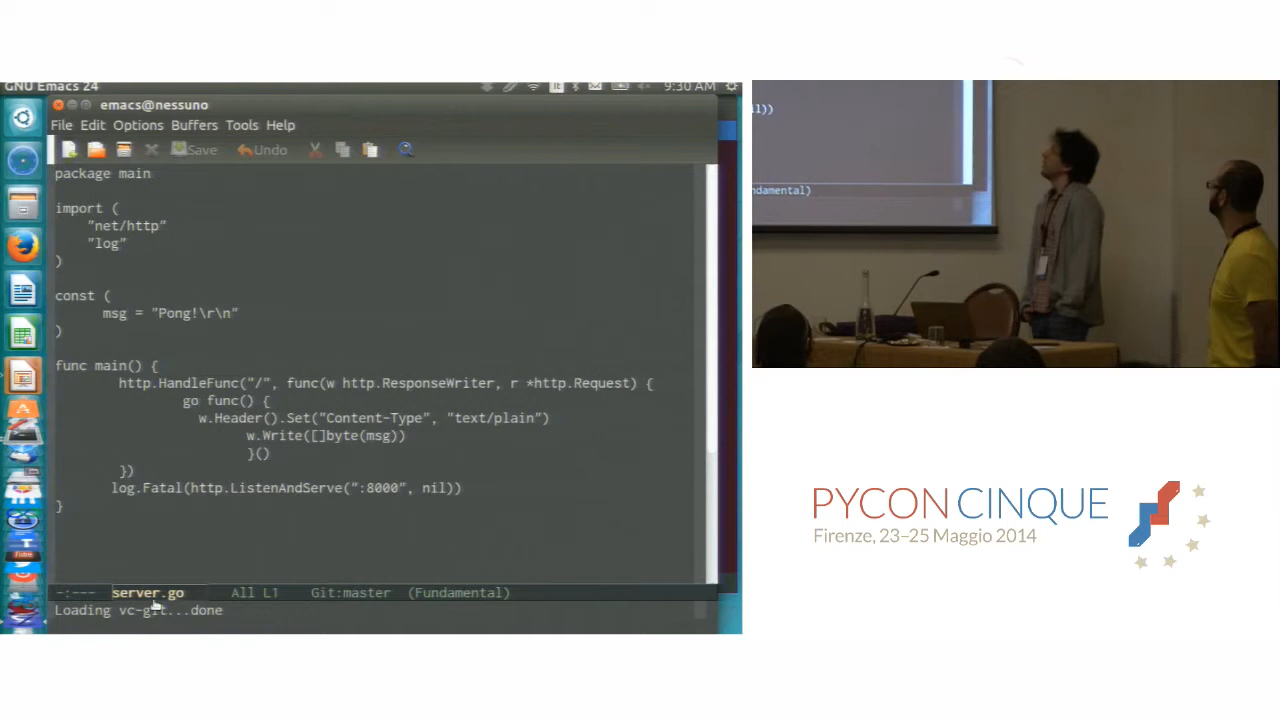 GNU Emacs 24
9:30 AM
emacs@nessuno
File Edit Options Buffers Tools Help
Save Undo
package main
import (
"net/http"
"log"
)
const (
msg = "Pong!\r\n"
)
func main() {
http.HandleFunc("/", func(w http.ResponseWriter, r *http.Request) {
go func() {
w.Header().Set("Content-Type", "text/plain")
w.Write([]byte(msg))
}()
})
log.Fatal(http.ListenAndServe(":8000", nil))
}
-:--- server.go All L1 Git:master (Fundamental)
Loading vc-git...done
il))
ndamental)
PYCON CINQUE
Firenze, 23–25 Maggio 2014